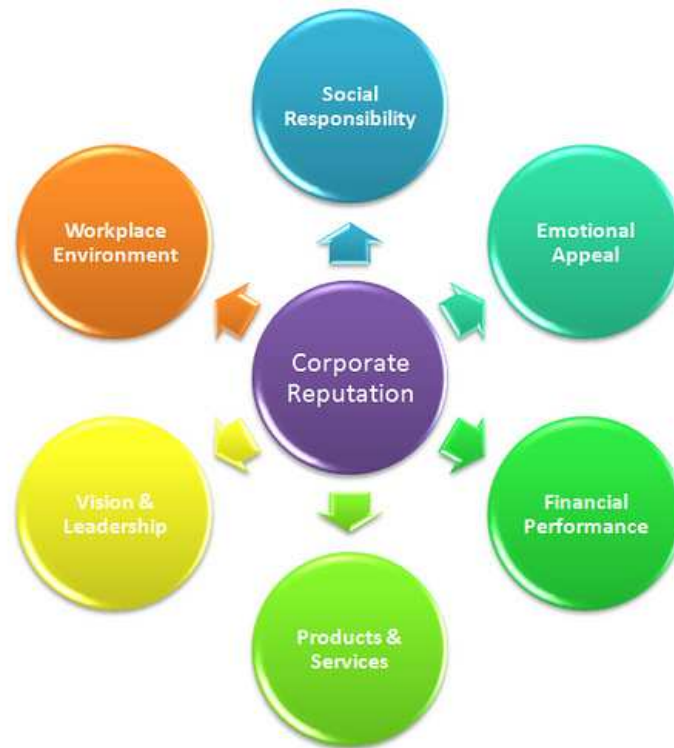 Social
Responsibility
Workplace
Environment
Emotional
Appeal
Corporate
Reputation
Vision &
Leadership
Financial
Performance
Products &
Services